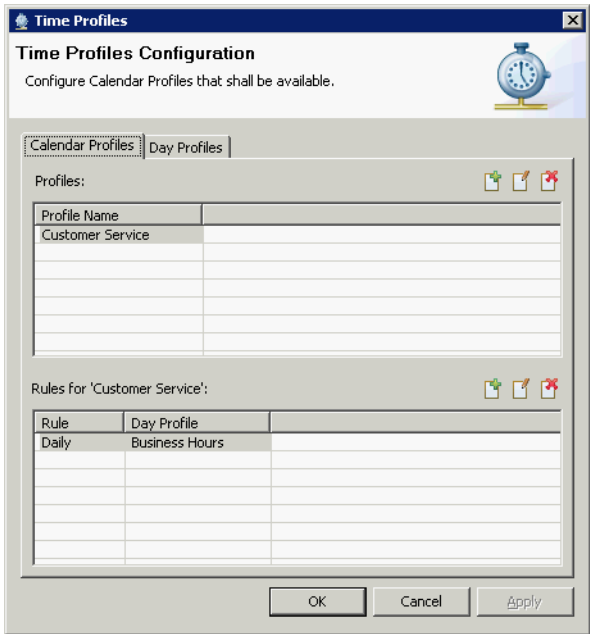 Time Profiles
Time Profiles Configuration
Configure Calendar Profiles that shall be available.
Calendar Profiles Day Profiles
Profiles:
Profile Name
Customer Service
Rules for 'Customer Service':
Rule Day Profile
Daily Business Hours
OK Cancel Apply